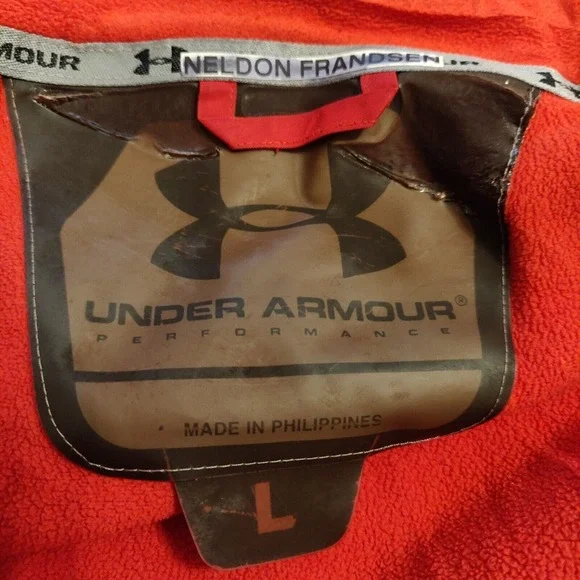 MOUR NELDON FRANDSEN
UNDER ARMOUR®
PERFORMANCE
MADE IN PHILIPPINES
L